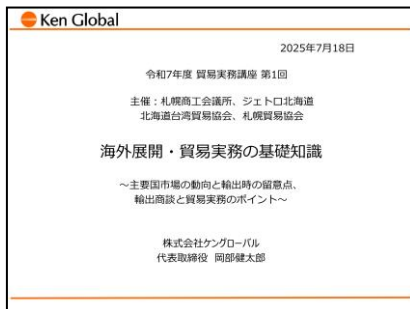 Ken Global
2025年7月18日
令和7年度 貿易実務講座 第1回
主催：札幌商工会議所、ジェトロ北海道
北海道台湾貿易協会、札幌貿易協会
海外展開・貿易実務の基礎知識
～主要国市場の動向と輸出時の留意点、
輸出商談と貿易実務のポイント～
株式会社ケングローバル
代表取締役 岡部健太郎